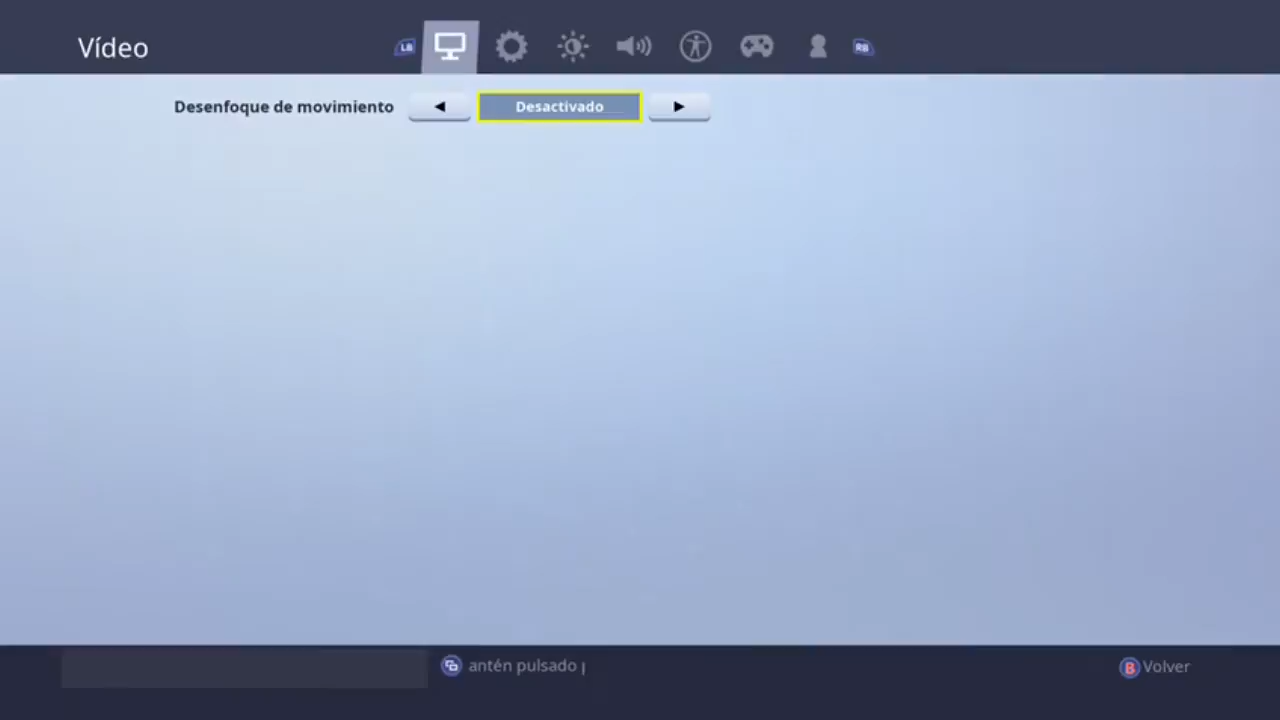 Vídeo
LB
RB
Desenfoque de movimiento
Desactivado
antén pulsado
B Volver